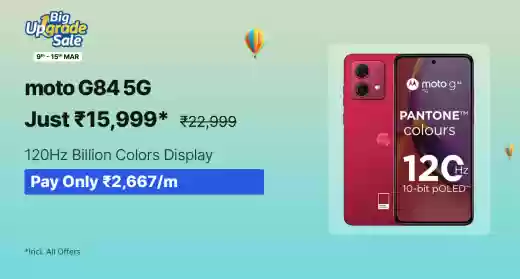 Big
Upgrade
Sale
9th - 15th MAR
moto G84 5G
Just ₹15,999* ₹22,999
120Hz Billion Colors Display
Pay Only ₹2,667/m
*Incl. All Offers
moto g84
PANTONE™
colours
120Hz
10-bit pOLED